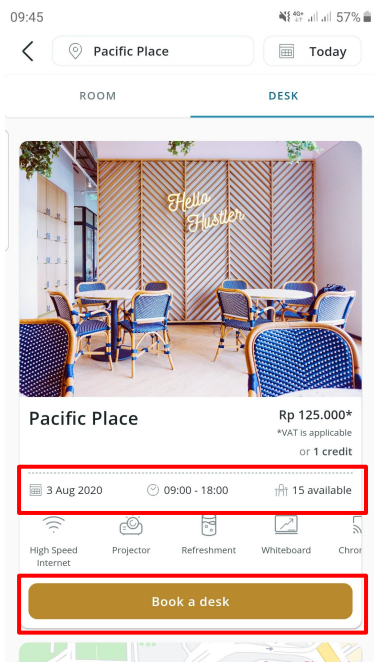 09:45
4G+
57%
Pacific Place
Today
ROOM
DESK
Hello
Hustler
Pacific Place
Rp 125.000*
*VAT is applicable
or 1 credit
3 Aug 2020
09:00 - 18:00
15 available
High Speed
Internet
Projector
Refreshment
Whiteboard
Chror
Book a desk